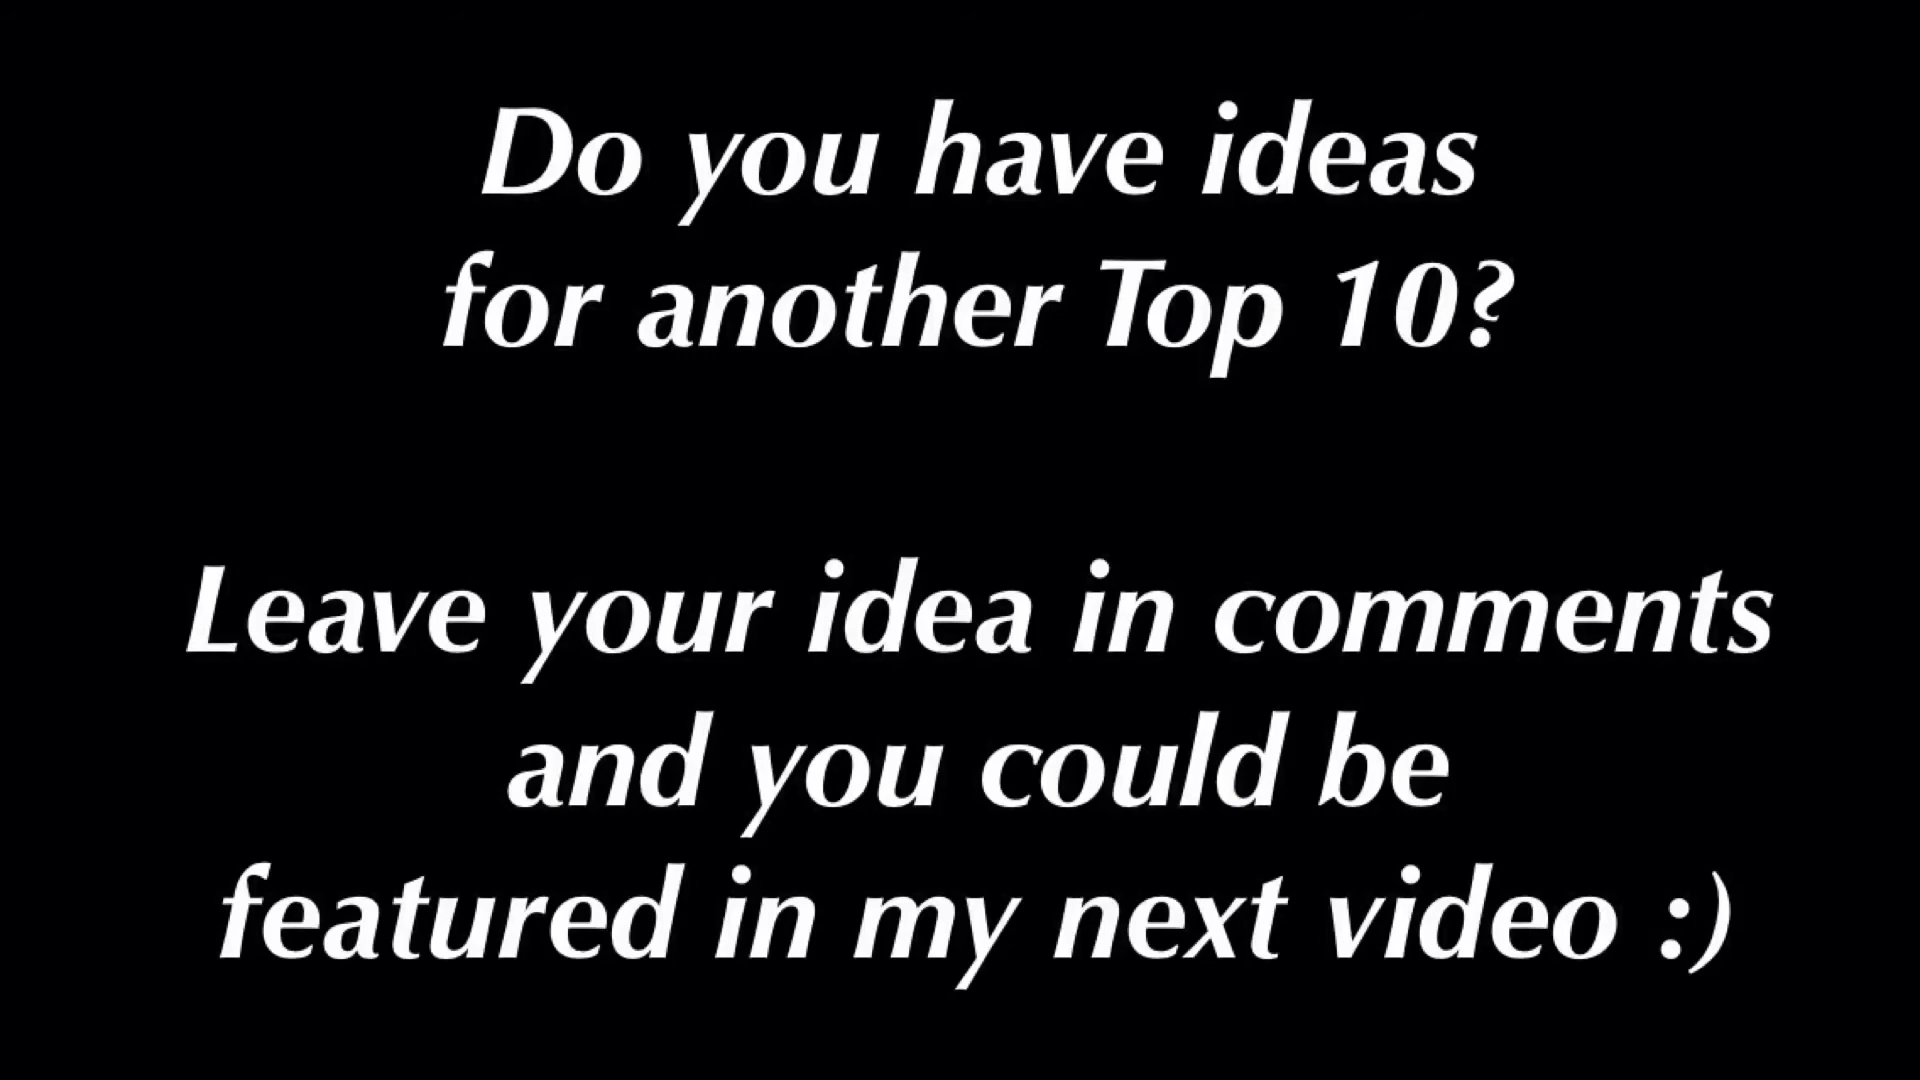 Do you have ideas
for another Top 10?
Leave your idea in comments
and you could be
featured in my next video :)